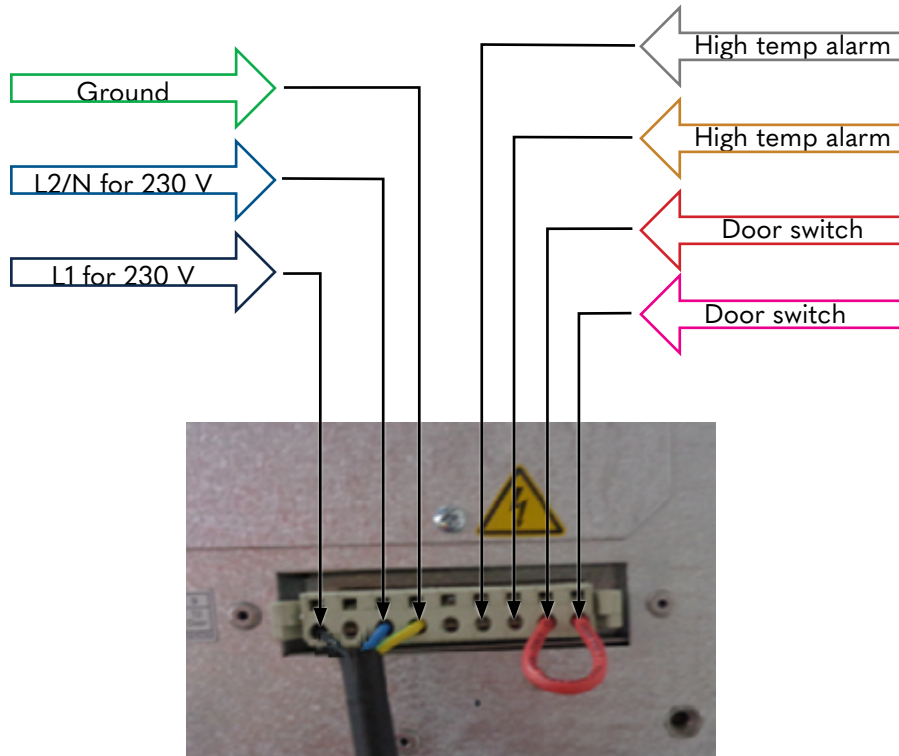 Ground
L2/N for 230 V
L1 for 230 V
High temp alarm
High temp alarm
Door switch
Door switch